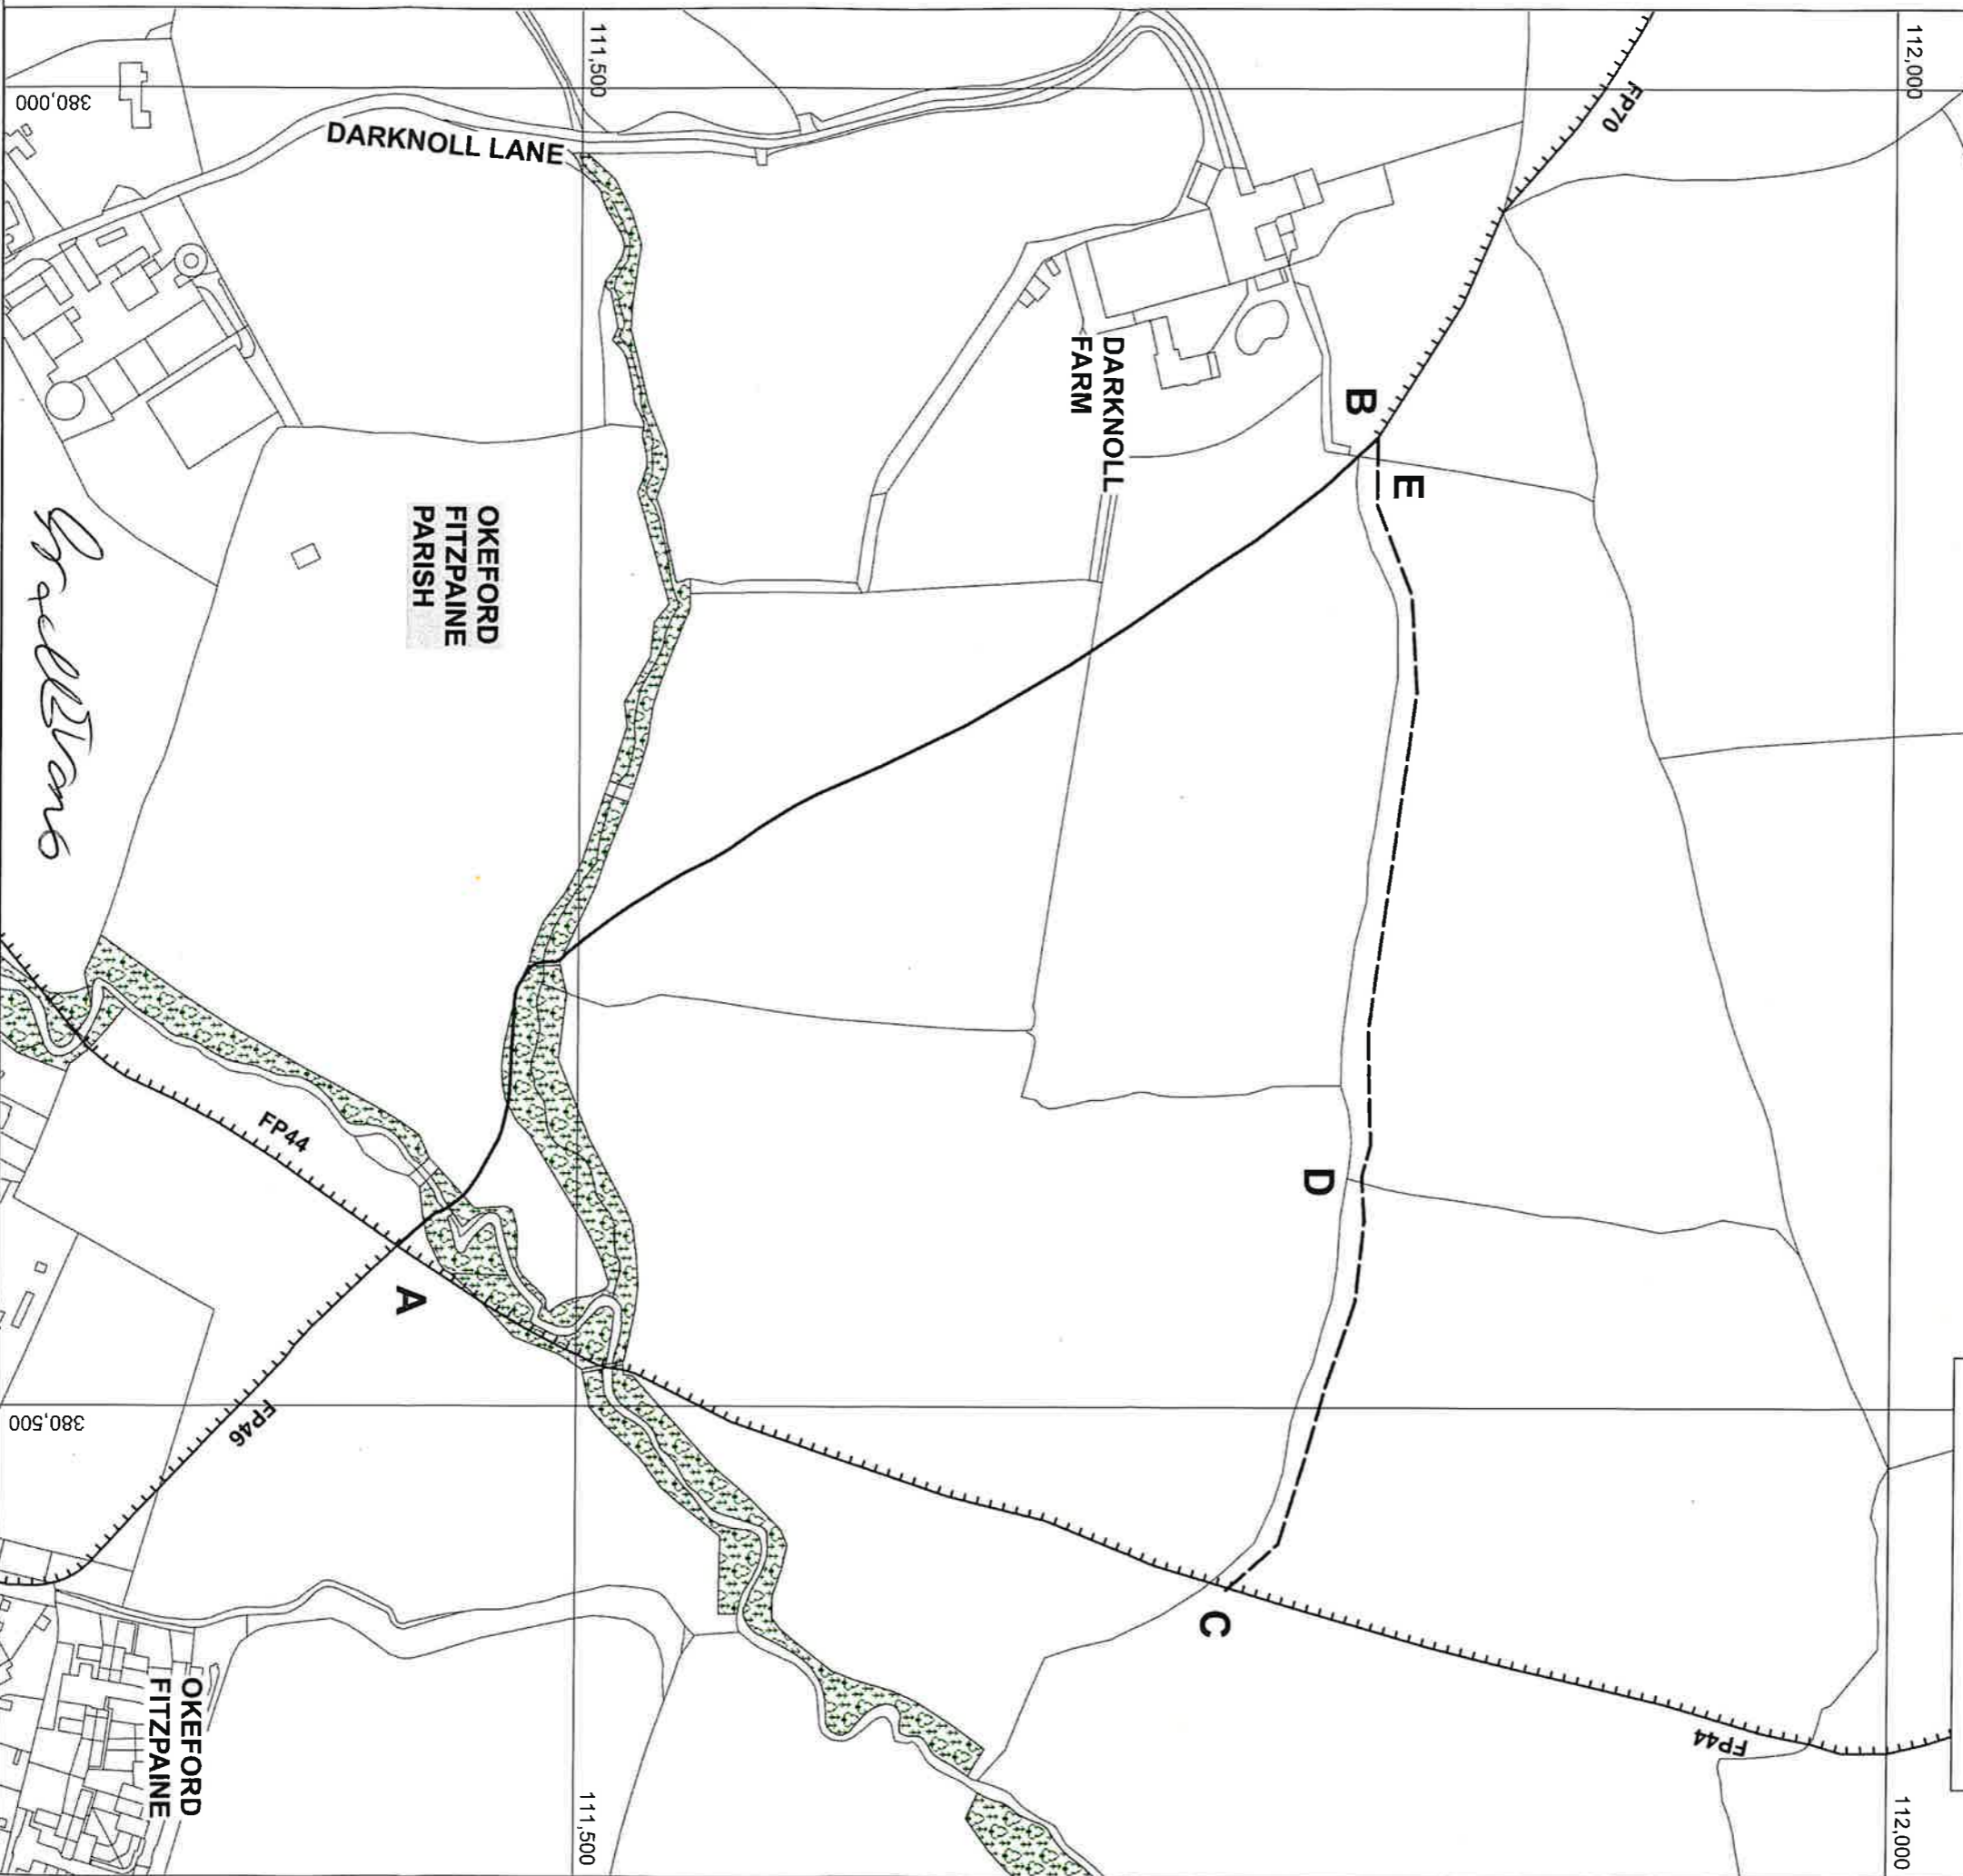 111,500
112,000
380,000
FP70
DARKNOLL LANE
DARKNOLL
FARM
B
E
OKEFORD
FITZPAINE
PARISH
FP44
D
A
380,500
FP46
C
FP44
OKEFORD
FITZPAINE
111,500
112,000